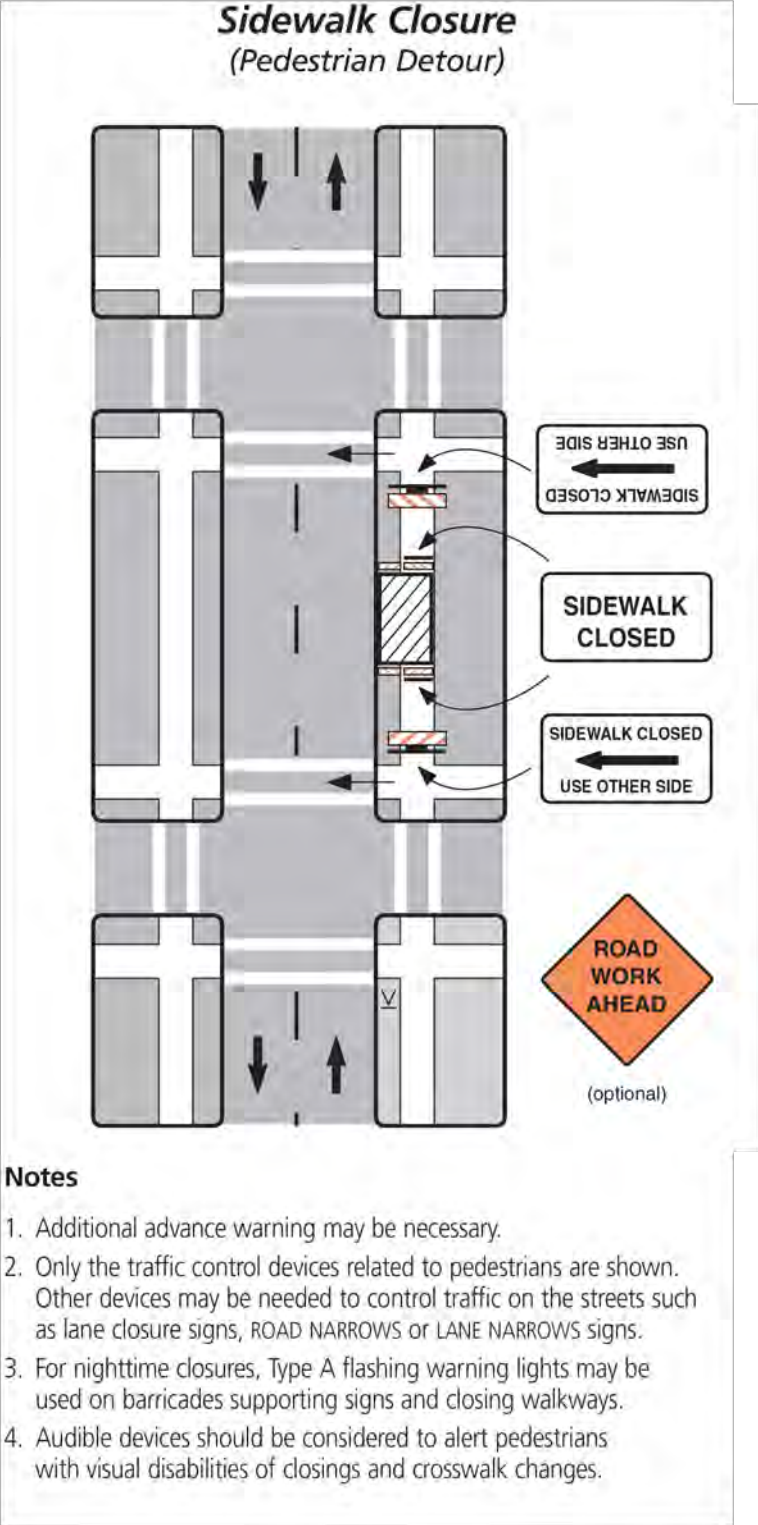 Sidewalk Closure
(Pedestrian Detour)
SIDEWALK CLOSED
USE OTHER SIDE
SIDEWALK
CLOSED
SIDEWALK CLOSED
USE OTHER SIDE
ROAD
WORK
AHEAD
(optional)
Notes
1. Additional advance warning may be necessary.
2. Only the traffic control devices related to pedestrians are shown.
Other devices may be needed to control traffic on the streets such
as lane closure signs, ROAD NARROWS or LANE NARROWS signs.
3. For nighttime closures, Type A flashing warning lights may be
used on barricades supporting signs and closing walkways.
4. Audible devices should be considered to alert pedestrians
with visual disabilities of closings and crosswalk changes.